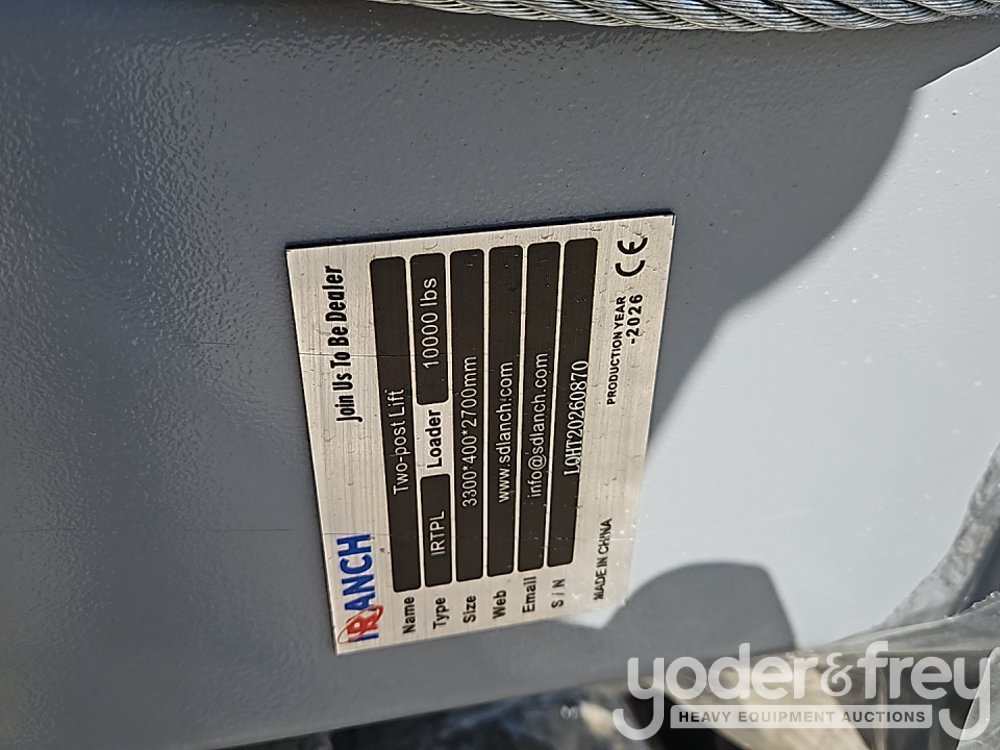 IRANCH Join Us To Be Dealer
Name Two-post Lift
Type IRTPL Loader 10000 lbs
Size 3300*400*2700mm
Web www.sdlanch.com
Email info@sdlanch.com
S / N LQHT20260870
MADE IN CHINA PRODUCTION YEAR
-2026 CE
yoder&frey
HEAVY EQUIPMENT AUCTIONS